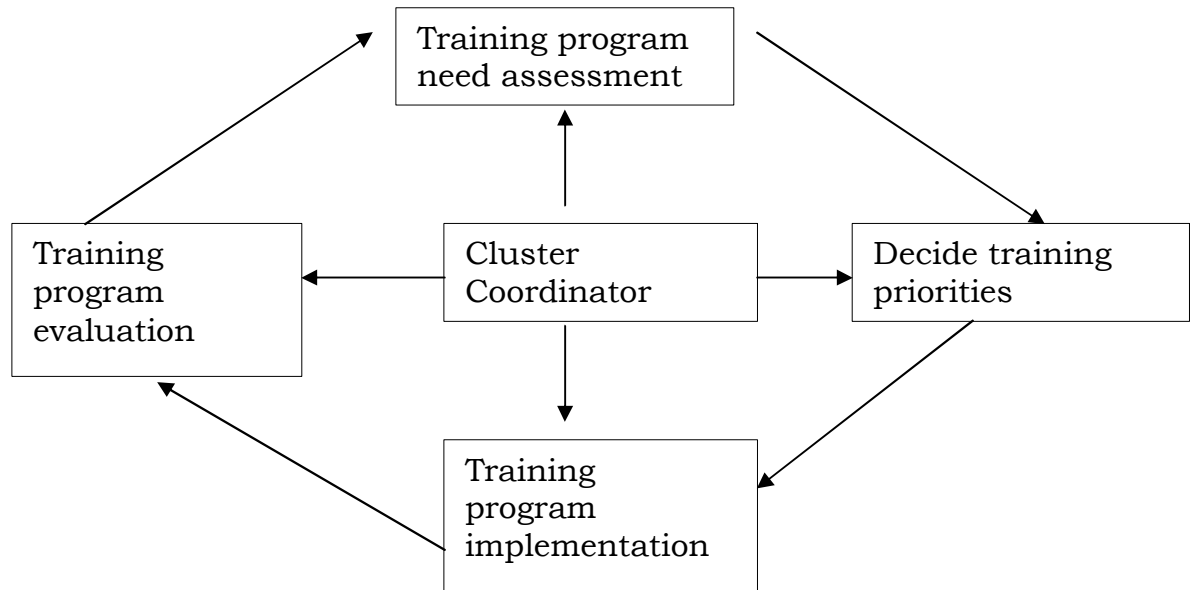 Training program
need assessment
Training
program
evaluation
Cluster
Coordinator
Decide training
priorities
Training
program
implementation